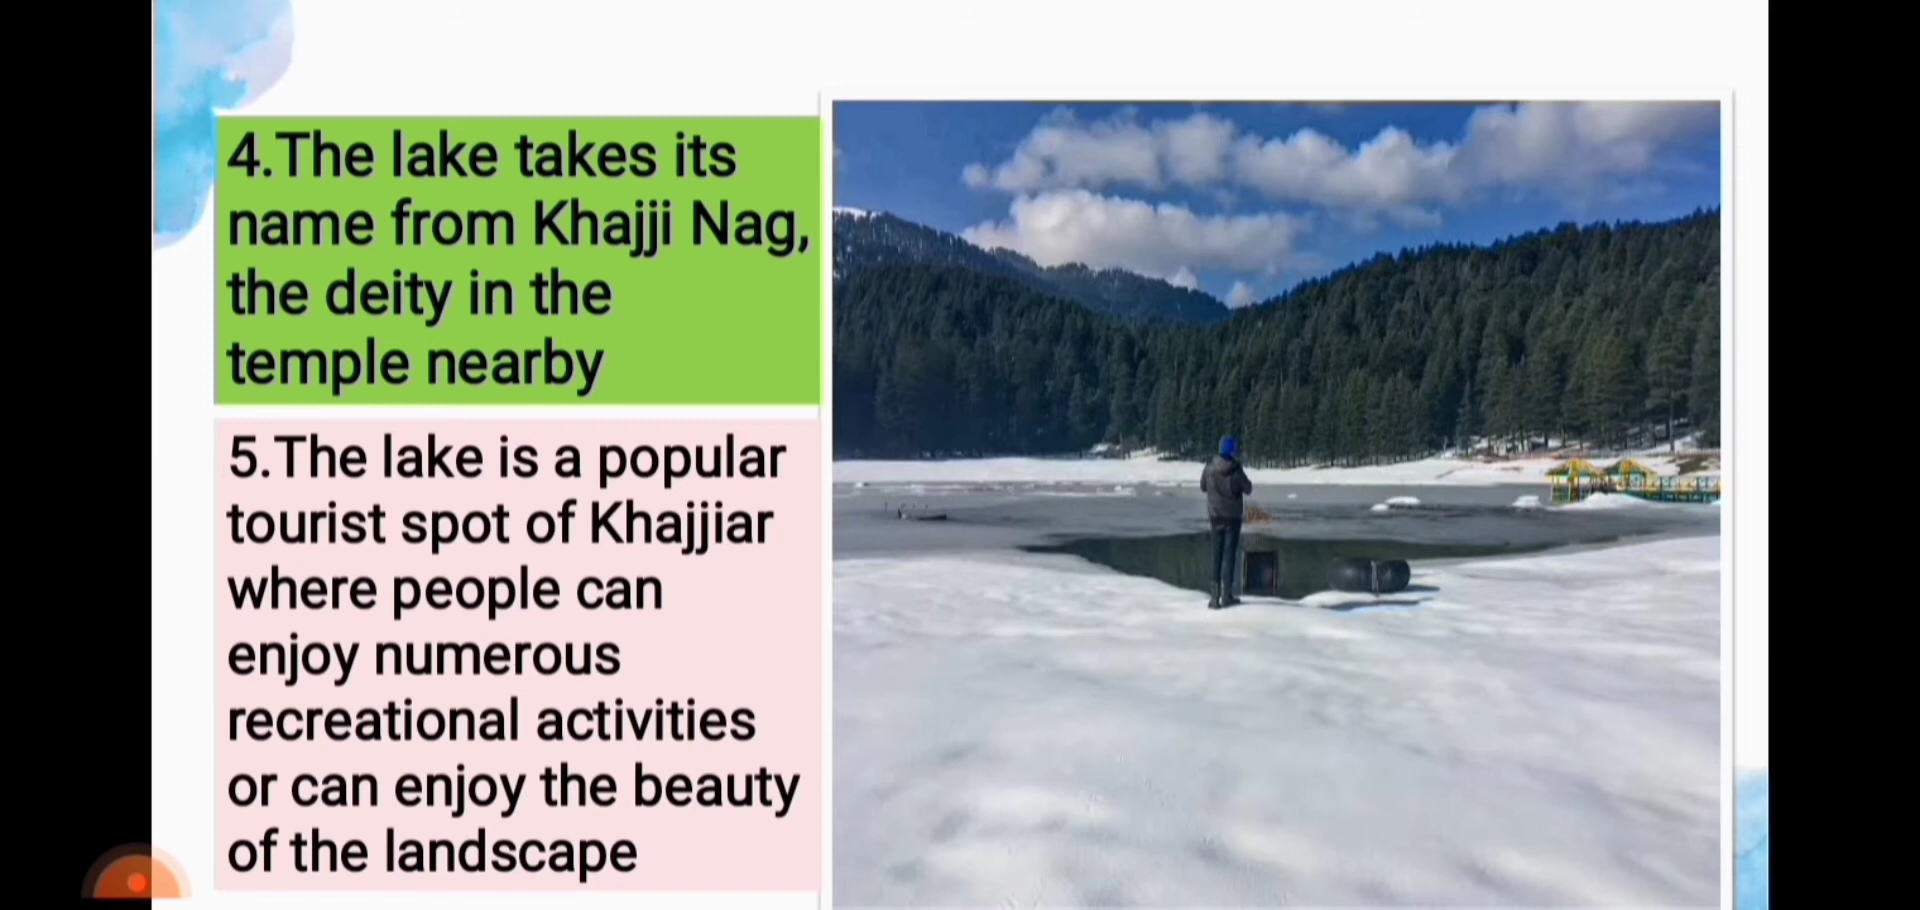 4.The lake takes its
name from Khajji Nag,
the deity in the
temple nearby
5.The lake is a popular
tourist spot of Khajjiar
where people can
enjoy numerous
recreational activities
or can enjoy the beauty
of the landscape